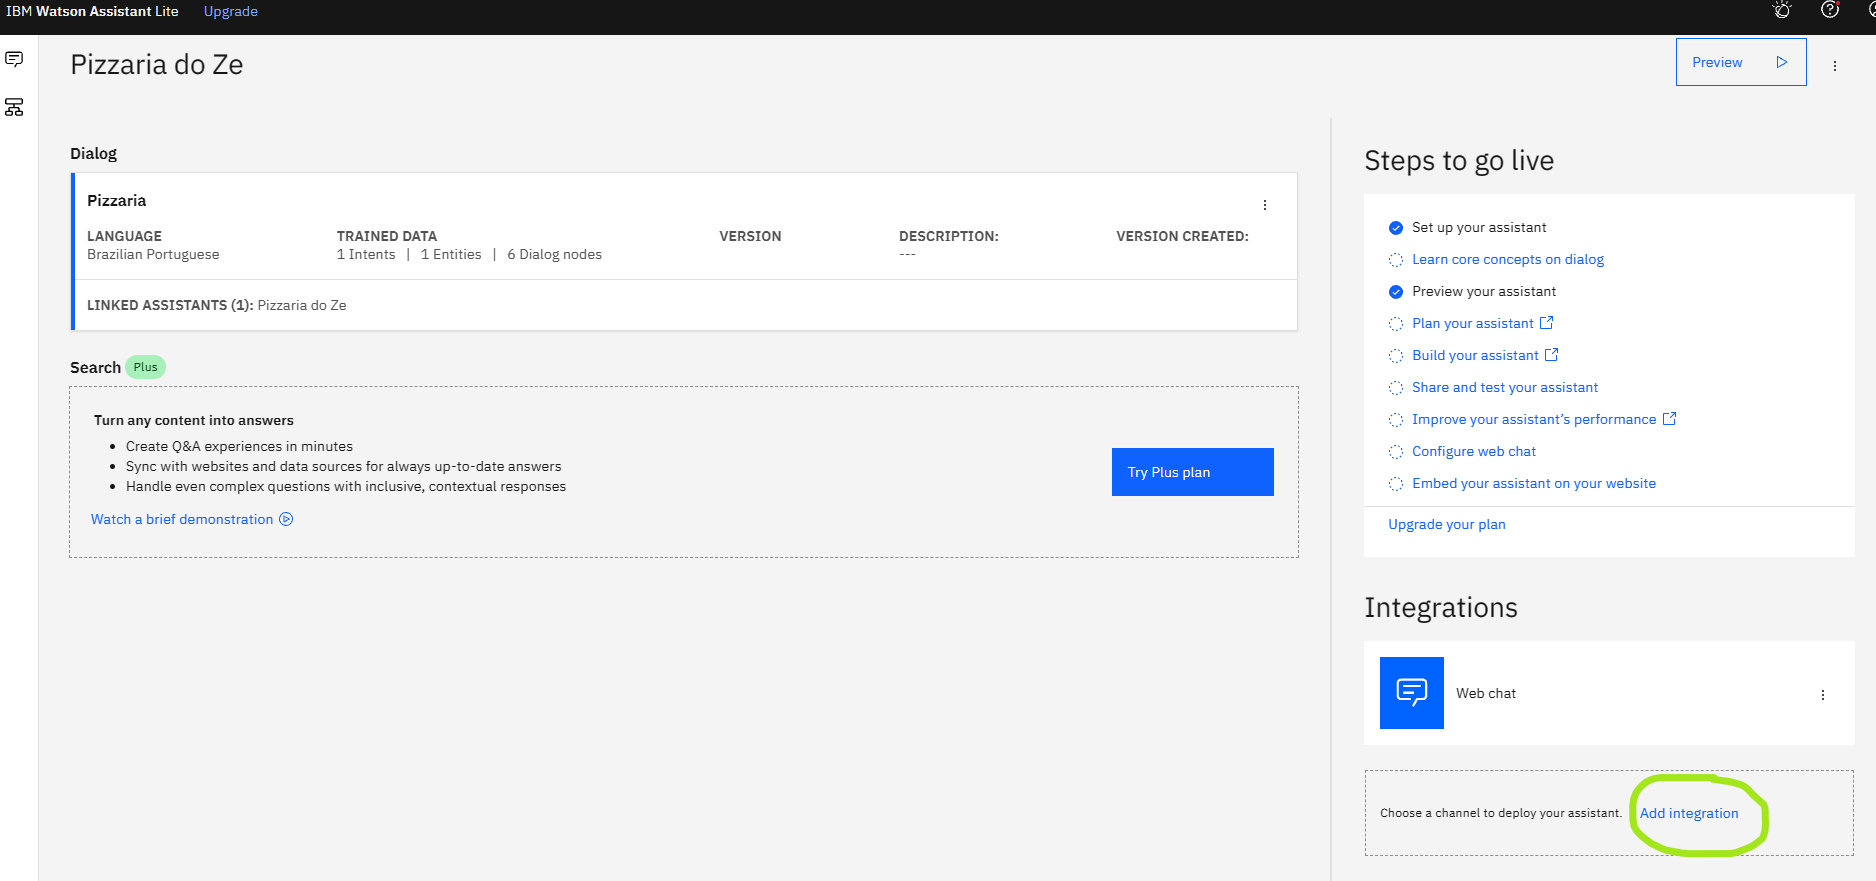 IBM Watson Assistant Lite Upgrade
Pizzaria do Ze
Preview
Dialog
Pizzaria
LANGUAGE
Brazilian Portuguese
TRAINED DATA
1 Intents | 1 Entities | 6 Dialog nodes
VERSION
DESCRIPTION:
---
VERSION CREATED:
LINKED ASSISTANTS (1): Pizzaria do Ze
Search Plus
Turn any content into answers
• Create Q&A experiences in minutes
• Sync with websites and data sources for always up-to-date answers
• Handle even complex questions with inclusive, contextual responses
Watch a brief demonstration
Try Plus plan
Steps to go live
Set up your assistant
Learn core concepts on dialog
Preview your assistant
Plan your assistant
Build your assistant
Share and test your assistant
Improve your assistant’s performance
Configure web chat
Embed your assistant on your website
Upgrade your plan
Integrations
Web chat
Choose a channel to deploy your assistant. Add integration